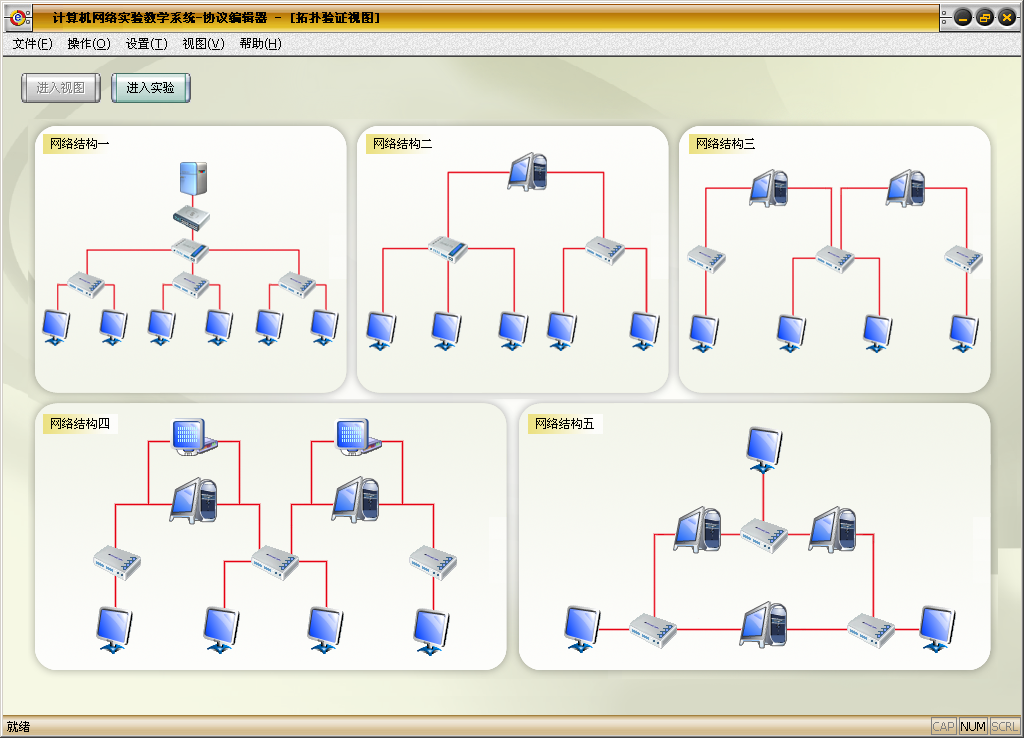 计算机网络实验教学系统-协议编辑器 - [拓扑验证视图]
文件(F) 操作(O) 设置(T) 视图(V) 帮助(H)
进入视图 进入实验
网络结构一 网络结构二 网络结构三
网络结构四 网络结构五
就绪 CAP NUM SCRL